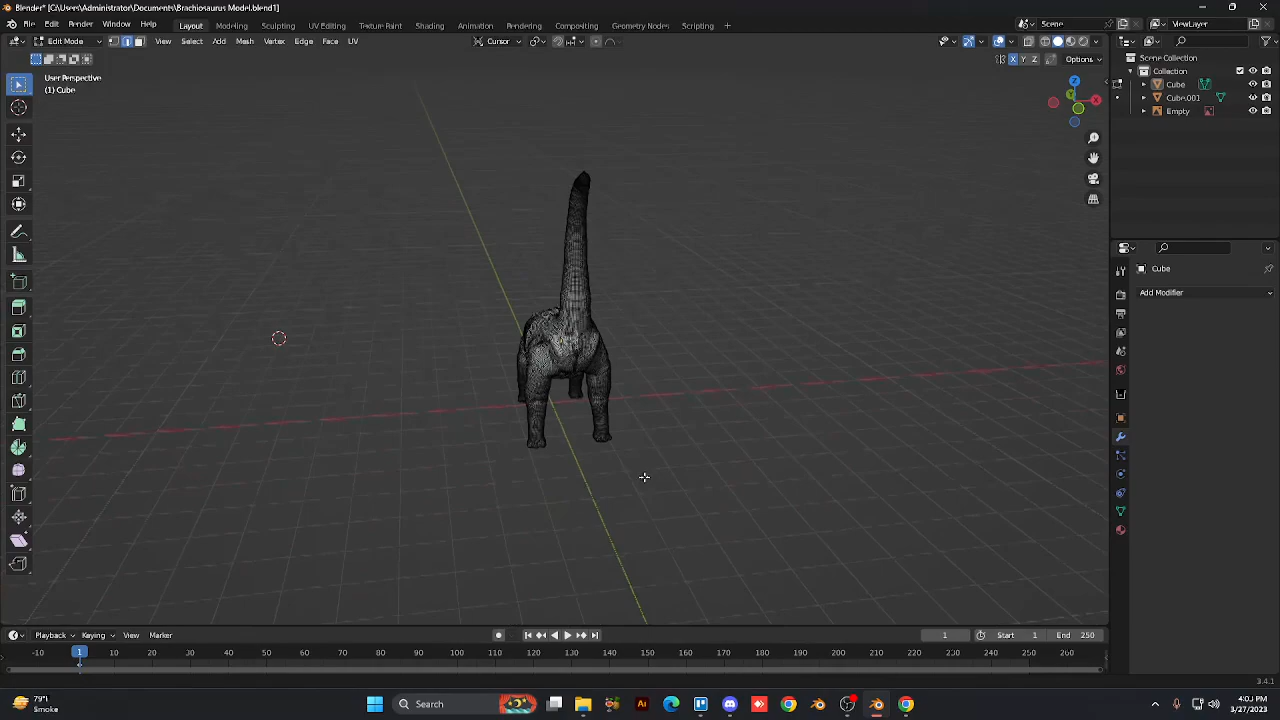 Blender* [C:\Users\Administrator\Documents\Brachiosaurus Model.blend1]
File Edit Render Window Help Layout Modeling Sculpting UV Editing Texture Paint Shading Animation Rendering Compositing Geometry Nodes Scripting + Scene ViewLayer
Edit Mode View Select Add Mesh Vertex Edge Face UV Cursor
X Y Z Options
User Perspective
(1) Cube
Scene Collection
Collection
Cube
Cube.001
Empty
Z
Y
X
Cube
Add Modifier
Playback Keying View Marker 1 Start 1 End 250
-10 1 10 20 30 40 50 60 70 80 90 100 110 120 130 140 150 160 170 180 190 200 210 220 230 240 250 260
3.4.1
79°F
Smoke
Search
4:03 PM
3/27/2023